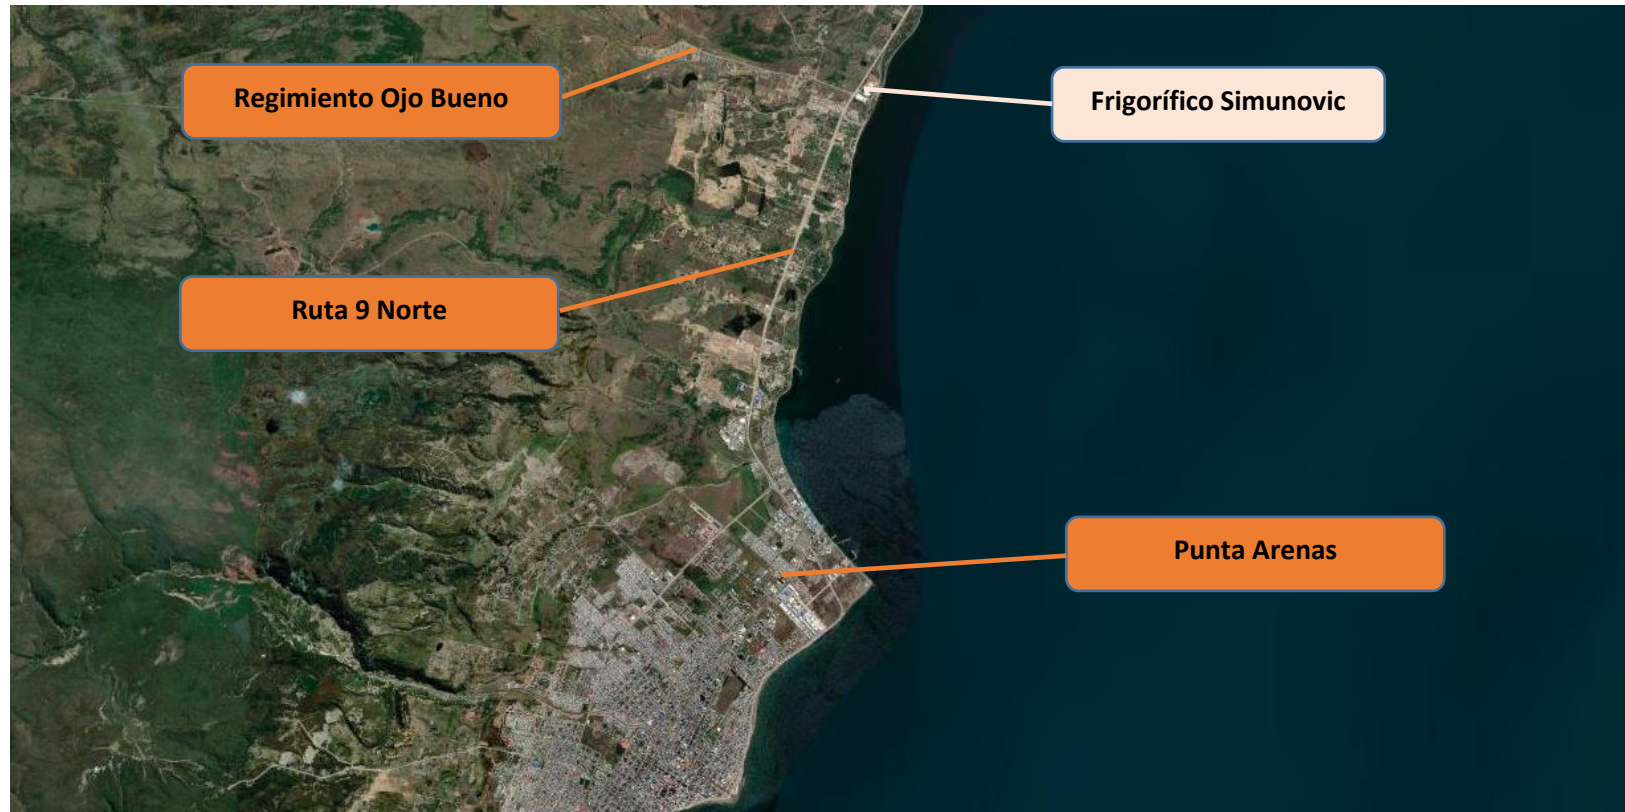 Regimiento Ojo Bueno
Frigorífico Simunovic
Ruta 9 Norte
Punta Arenas